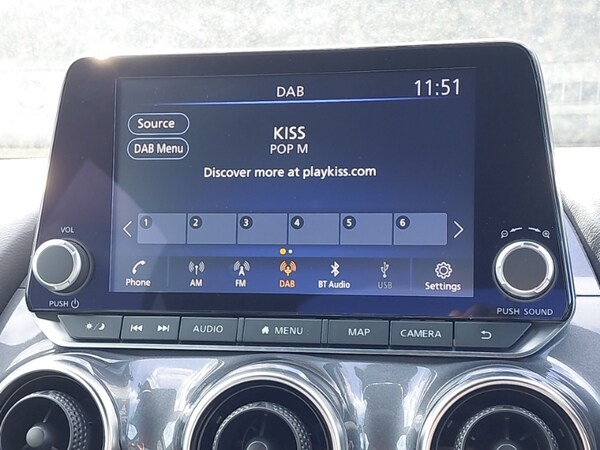 DAB 11:51
Source
KISS
DAB Menu
POP M
Discover more at playkiss.com
1 2 3 4 5 6
VOL
PUSH
Phone AM FM DAB BT Audio USB Settings
PUSH SOUND
AUDIO MENU MAP CAMERA